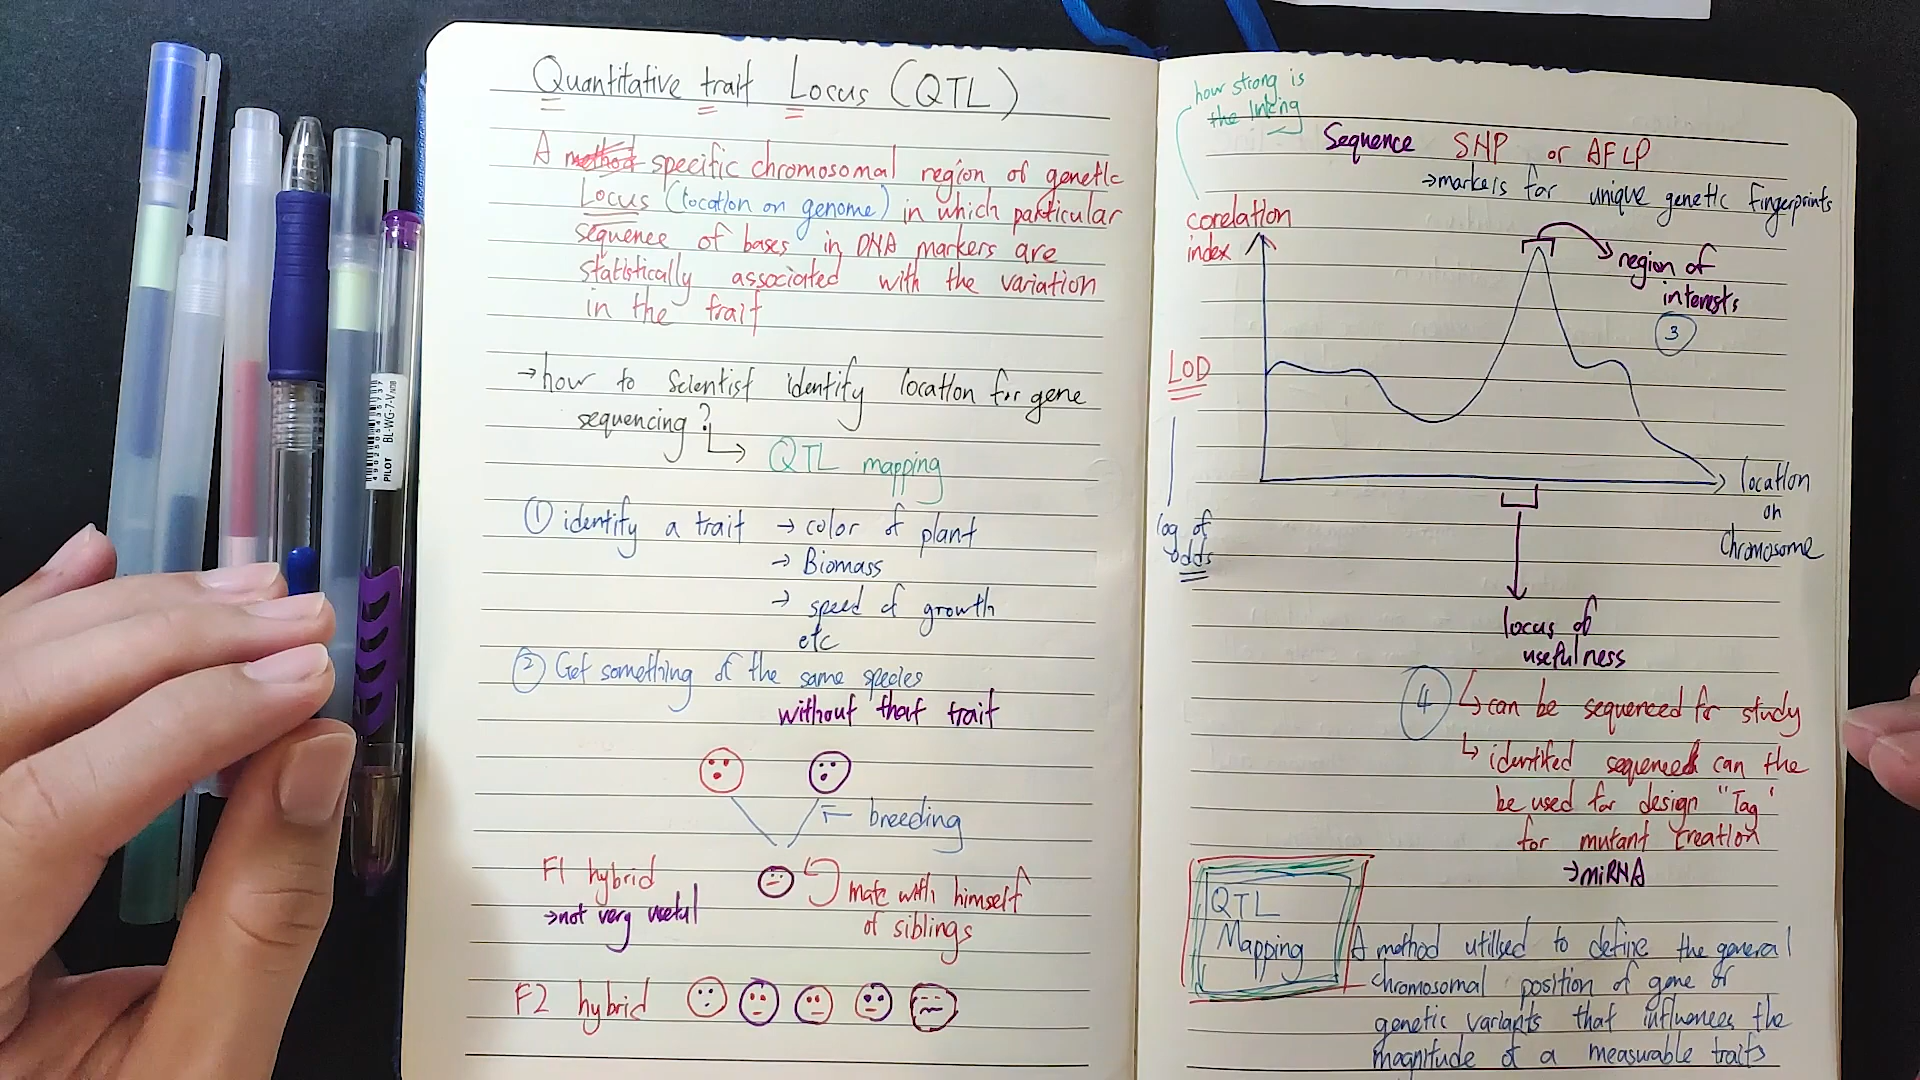 Quantitative trait Locus (QTL)
A method specific chromosomal region of genetic
Locus (location on genome) in which particular
sequence of bases in DNA markers are
statistically associated with the variation
in the trait
→ how to Scientist identify location for gene
sequencing?
→ QTL mapping
① identify a trait → color of plant
→ Biomass
→ speed of growth
etc
② Get something of the same species
without that trait
breeding
F1 hybrid
→ not very useful
mate with himself
of siblings
F2 hybrid
how strong is
the linking
Sequence SNP or AFLP
→ markers for unique genetic fingerprints
corelation
index
region of
interests
③
LOD
log of
odds
location
on
chromosome
locus of
usefulness
④ ↳ can be sequenced for study
↳ identified sequenced can the
be used for design "Tag"
for mutant creation
→ miRNA
QTL
Mapping
A method utilised to define the general
chromosomal position of gene or
genetic variants that influences the
magnitude of a measurable traits
PILOT BL-WG-7-V